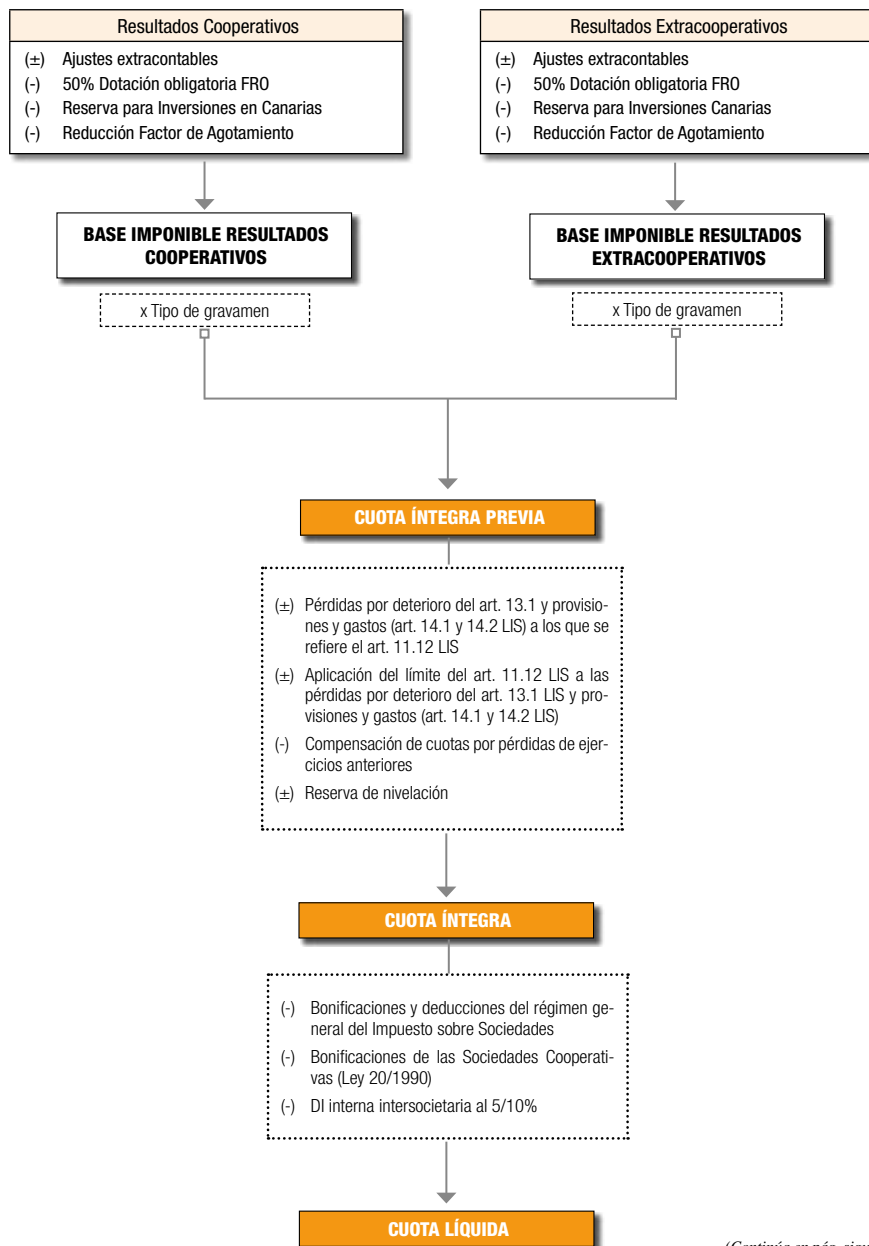 Resultados Cooperativos
(±) Ajustes extracontables
(-) 50% Dotación obligatoria FRO
(-) Reserva para Inversiones en Canarias
(-) Reducción Factor de Agotamiento
Resultados Extracooperativos
(±) Ajustes extracontables
(-) 50% Dotación obligatoria FRO
(-) Reserva para Inversiones Canarias
(-) Reducción Factor de Agotamiento
BASE IMPONIBLE RESULTADOS
COOPERATIVOS
BASE IMPONIBLE RESULTADOS
EXTRACOOPERATIVOS
x Tipo de gravamen
x Tipo de gravamen
CUOTA ÍNTEGRA PREVIA
(±) Pérdidas por deterioro del art. 13.1 y provisio-
nes y gastos (art. 14.1 y 14.2 LIS) a los que se
refiere el art. 11.12 LIS
(±) Aplicación del límite del art. 11.12 LIS a las
pérdidas por deterioro del art. 13.1 LIS y pro-
visiones y gastos (art. 14.1 y 14.2 LIS)
(-) Compensación de cuotas por pérdidas de ejer-
cicios anteriores
(±) Reserva de nivelación
CUOTA ÍNTEGRA
(-) Bonificaciones y deducciones del régimen ge-
neral del Impuesto sobre Sociedades
(-) Bonificaciones de las Sociedades Cooperati-
vas (Ley 20/1990)
(-) DI interna intersocietaria al 5/10%
CUOTA LÍQUIDA